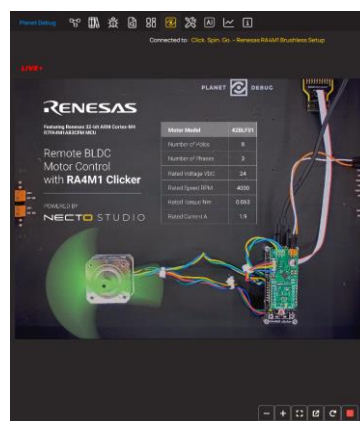 Planet Debug
Connected to: Click. Spin. Go. - Renesas RA4M1 Brushless Setup
LIVE
PLANET DEBUG
RENESAS
Featuring Renesas 32-bit ARM Cortex-M4
Remote BLDC
Motor Control
with RA4M1 Clicker
POWERED BY
NECTO STUDIO
Motor Model 42BLF01
Number of Poles 8
Number of Phases 3
Rated Voltage VDC 24
Rated Speed RPM 4000
Rated Torque Nm 0.063
Rated Current A 1.9